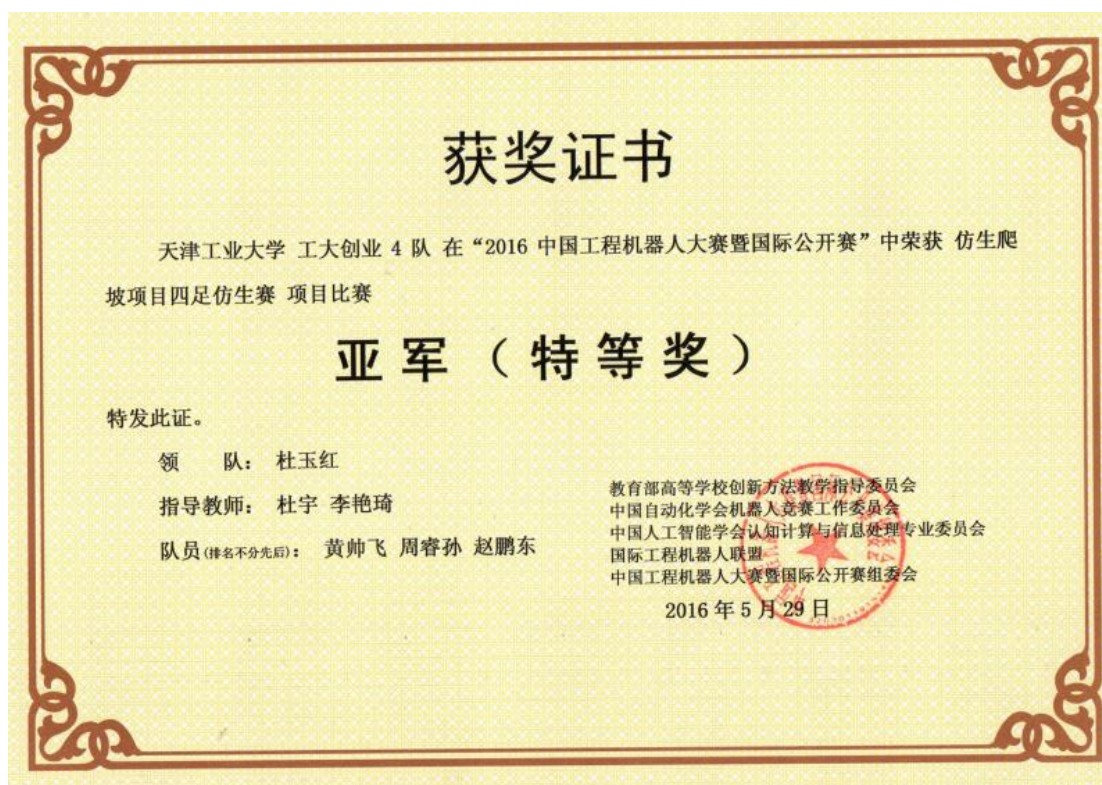 获奖证书
天津工业大学 工大创业 4 队 在“2016 中国工程机器人大赛暨国际公开赛”中荣获 仿生爬
坡项目四足仿生赛 项目比赛
亚军（特等奖）
特发此证。
领 队： 杜玉红
指导教师： 杜宇 李艳琦
队员(排名不分先后)： 黄帅飞 周睿孙 赵鹏东
教育部高等学校创新方法教学指导委员会
中国自动化学会机器人竞赛工作委员会
中国人工智能学会认知计算与信息处理专业委员会
国际工程机器人联盟
中国工程机器人大赛暨国际公开赛组委会
2016 年 5 月 29 日